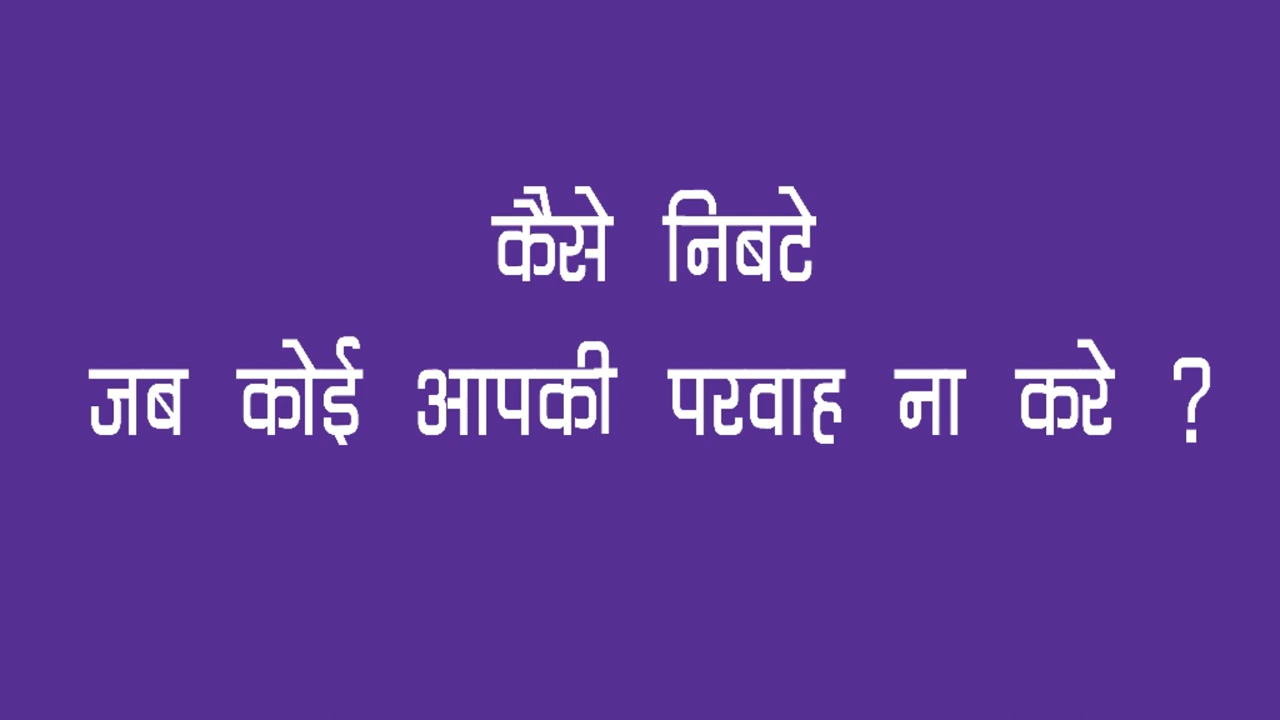 कैसे निबटे
जब कोई आपकी परवाह ना करे ?